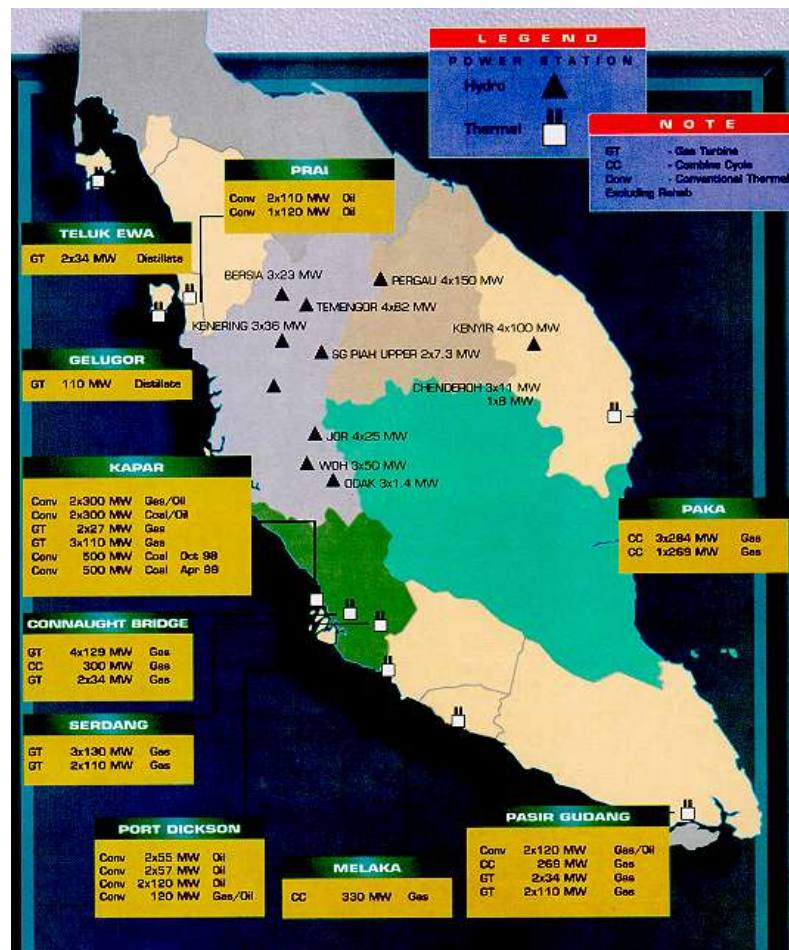 LEGEND
POWER STATION
Hydro
Thermal
NOTE
GT - Gas Turbine
CC - Combine Cycle
Conv - Conventional Thermal
Excluding Rehab
PRAI
Conv 2x110 MW Oil
Conv 1x120 MW Oil
TELUK EWA
GT 2x34 MW Distillate
BERSIA 3x23 MW
PERGAU 4x150 MW
TEMENGOR 4x82 MW
KENERING 3x36 MW
KENYIR 4x100 MW
SG PIAH UPPER 2x7.3 MW
GELUGOR
GT 110 MW Distillate
CHENDEROH 3x11 MW
1x8 MW
JOR 4x25 MW
WOH 3x50 MW
ODAK 3x1.4 MW
KAPAR
Conv 2x300 MW Gas/Oil
Conv 2x300 MW Coal/Oil
GT 2x27 MW Gas
GT 3x110 MW Gas
Conv 500 MW Coal Oct 98
Conv 500 MW Coal Apr 99
PAKA
CC 3x284 MW Gas
CC 1x269 MW Gas
CONNAUGHT BRIDGE
GT 4x129 MW Gas
CC 300 MW Gas
GT 2x34 MW Gas
SERDANG
GT 3x130 MW Gas
GT 2x110 MW Gas
PORT DICKSON
Conv 2x55 MW Oil
Conv 2x57 MW Oil
Conv 2x120 MW Oil
Conv 120 MW Gas/Oil
MELAKA
CC 330 MW Gas
PASIR GUDANG
Conv 2x120 MW Gas/Oil
CC 269 MW Gas
GT 2x34 MW Gas
GT 2x110 MW Gas